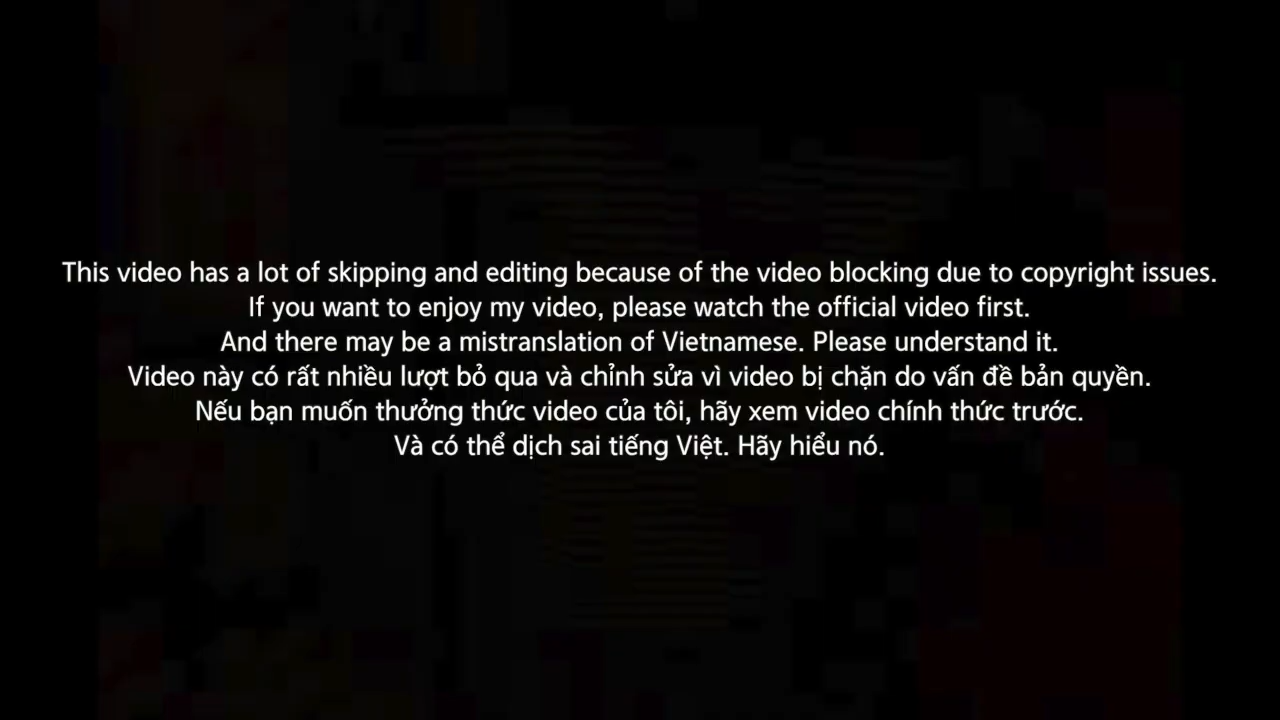 This video has a lot of skipping and editing because of the video blocking due to copyright issues.
If you want to enjoy my video, please watch the official video first.
And there may be a mistranslation of Vietnamese. Please understand it.
Video này có rất nhiều lượt bỏ qua và chỉnh sửa vì video bị chặn do vấn đề bản quyền.
Nếu bạn muốn thưởng thức video của tôi, hãy xem video chính thức trước.
Và có thể dịch sai tiếng Việt. Hãy hiểu nó.